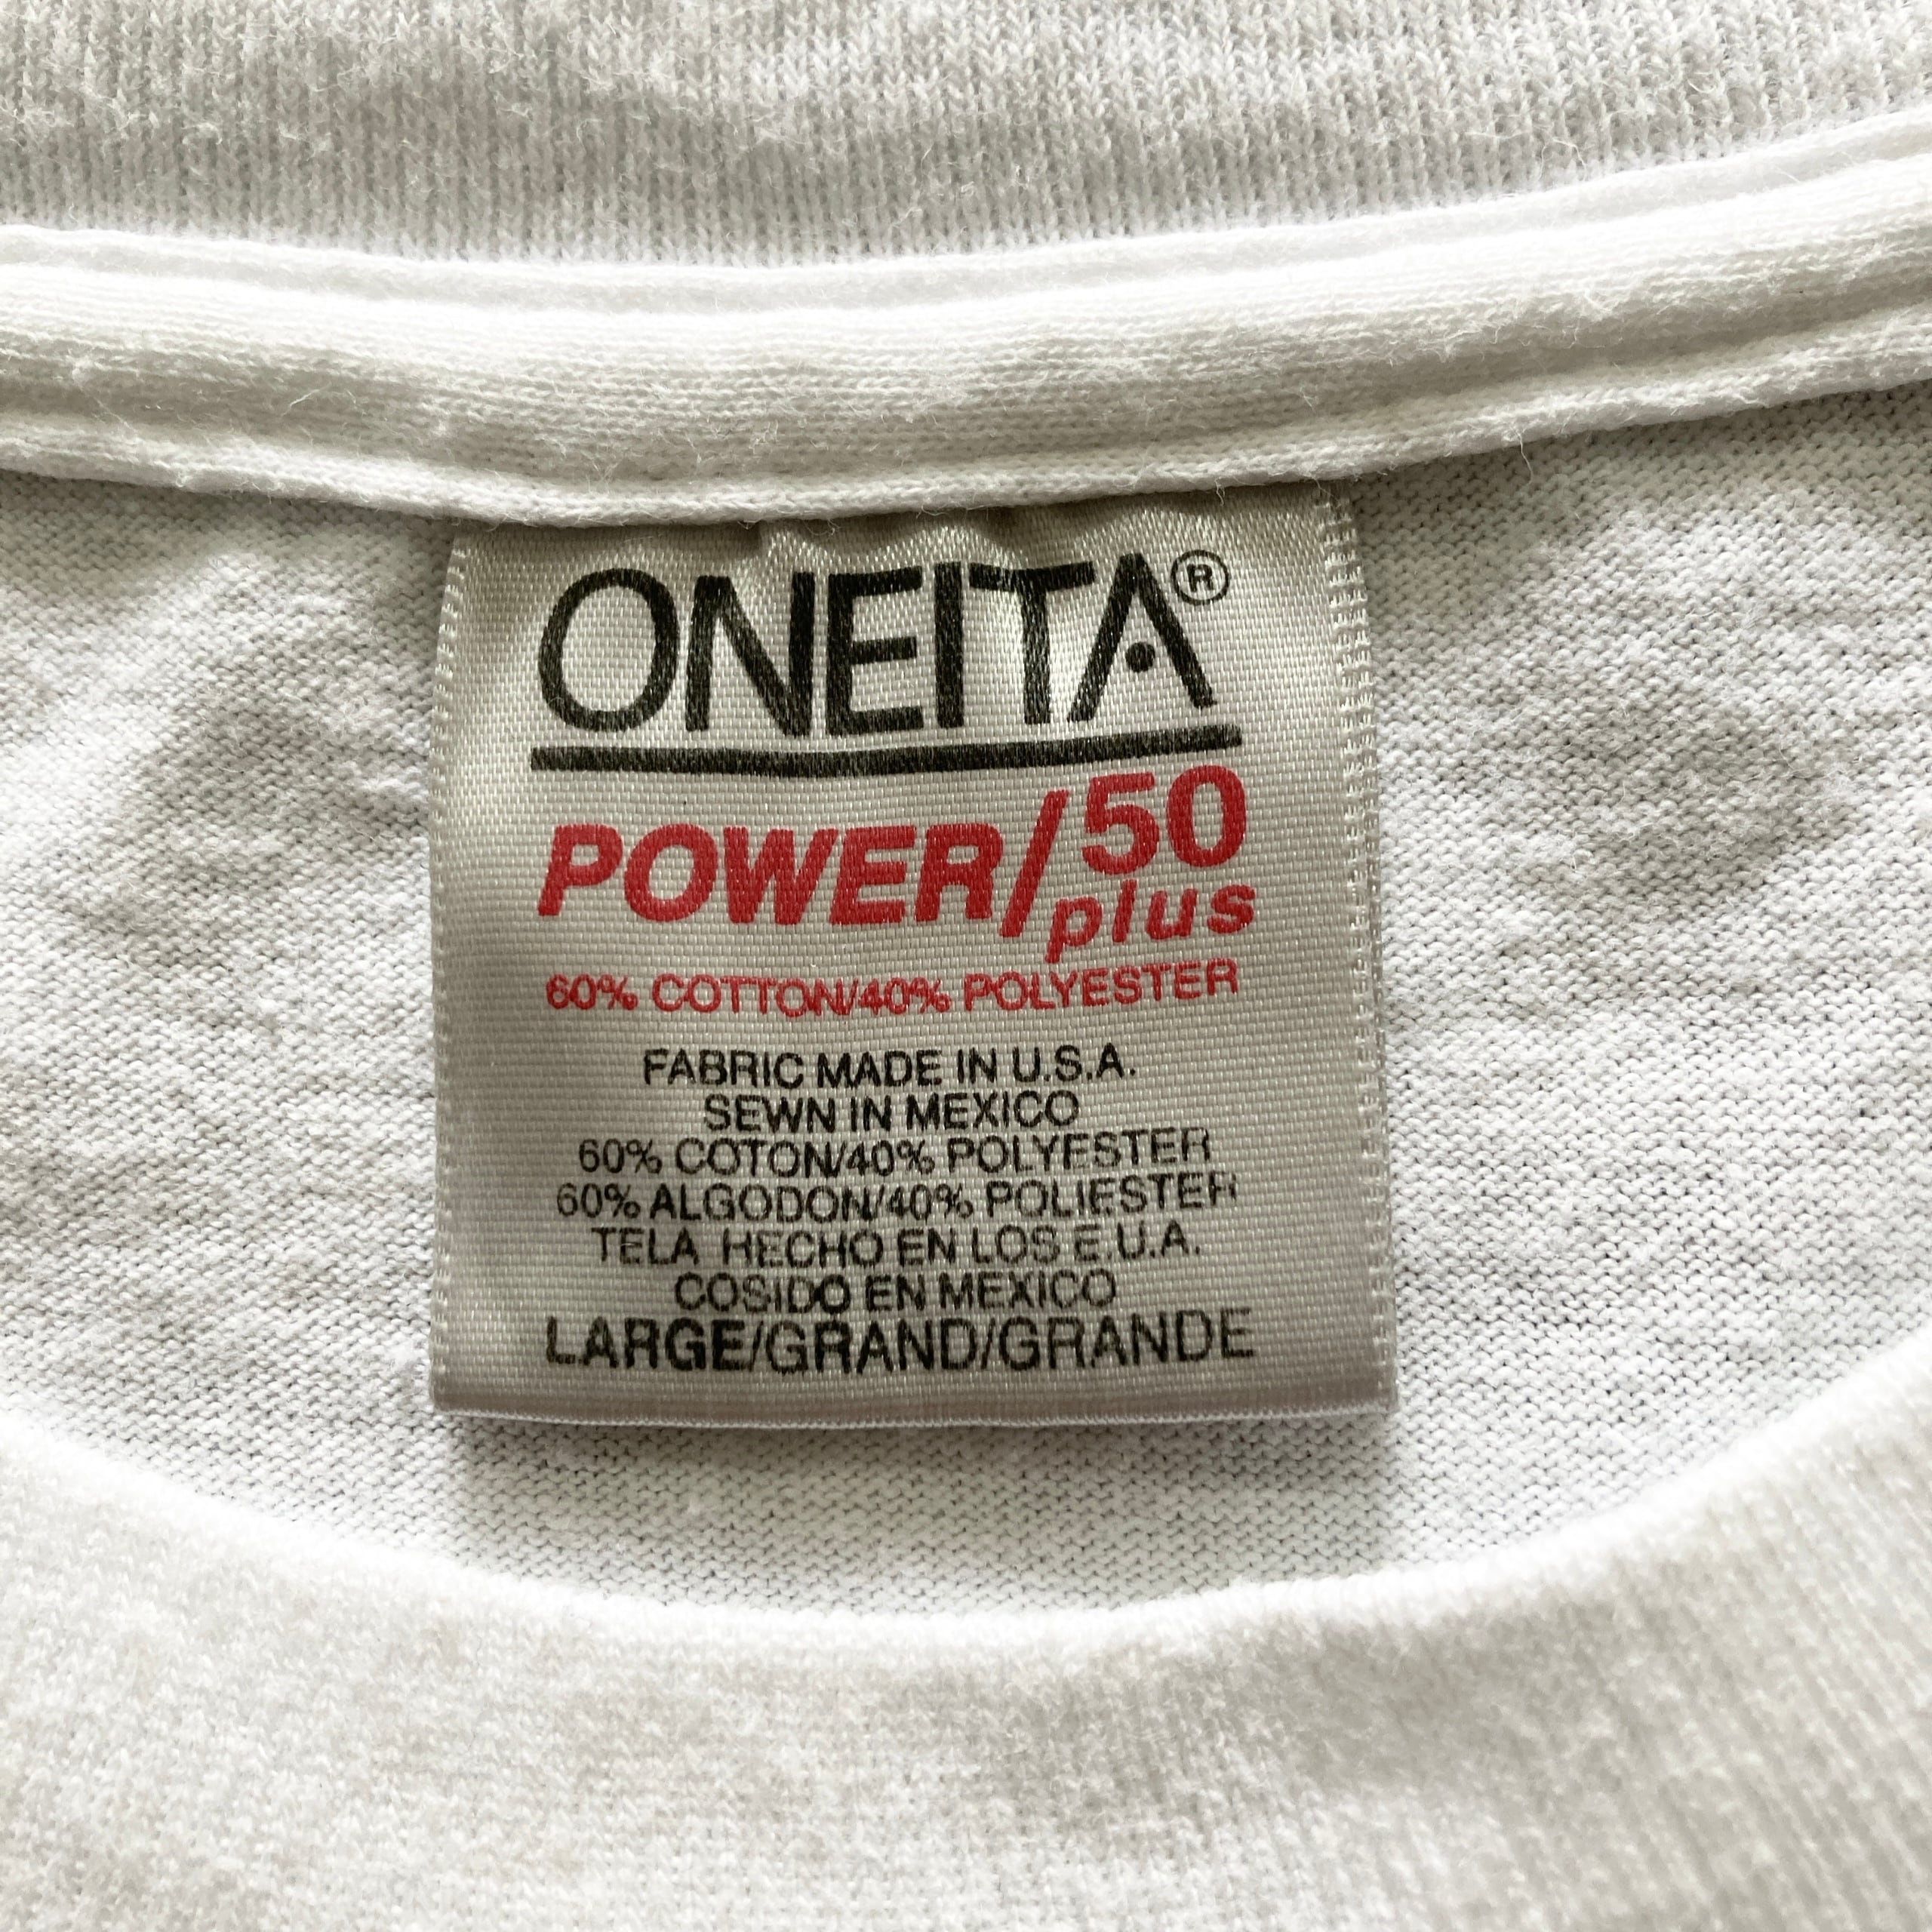 ONEITA®
POWER/50
plus
60% COTTON/40% POLYESTER
FABRIC MADE IN U.S.A.
SEWN IN MEXICO
60% COTON/40% POLYESTER
60% ALGODON/40% POLIESTER
TELA HECHO EN LOS E.U.A.
COSIDO EN MEXICO
LARGE/GRAND/GRANDE